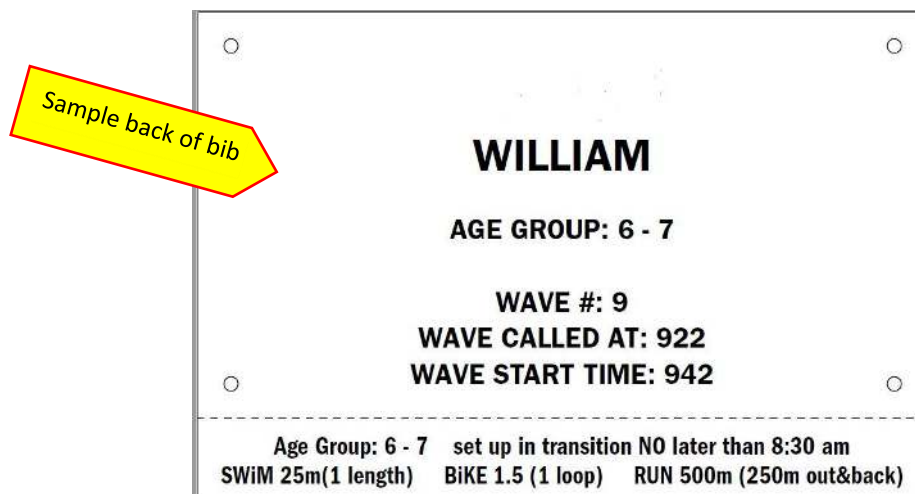 Sample back of bib
WILLIAM
AGE GROUP: 6 - 7
WAVE #: 9
WAVE CALLED AT: 922
WAVE START TIME: 942
Age Group: 6 - 7 set up in transition NO later than 8:30 am
SWiM 25m(1 length) BiKE 1.5 (1 loop) RUN 500m (250m out&back)